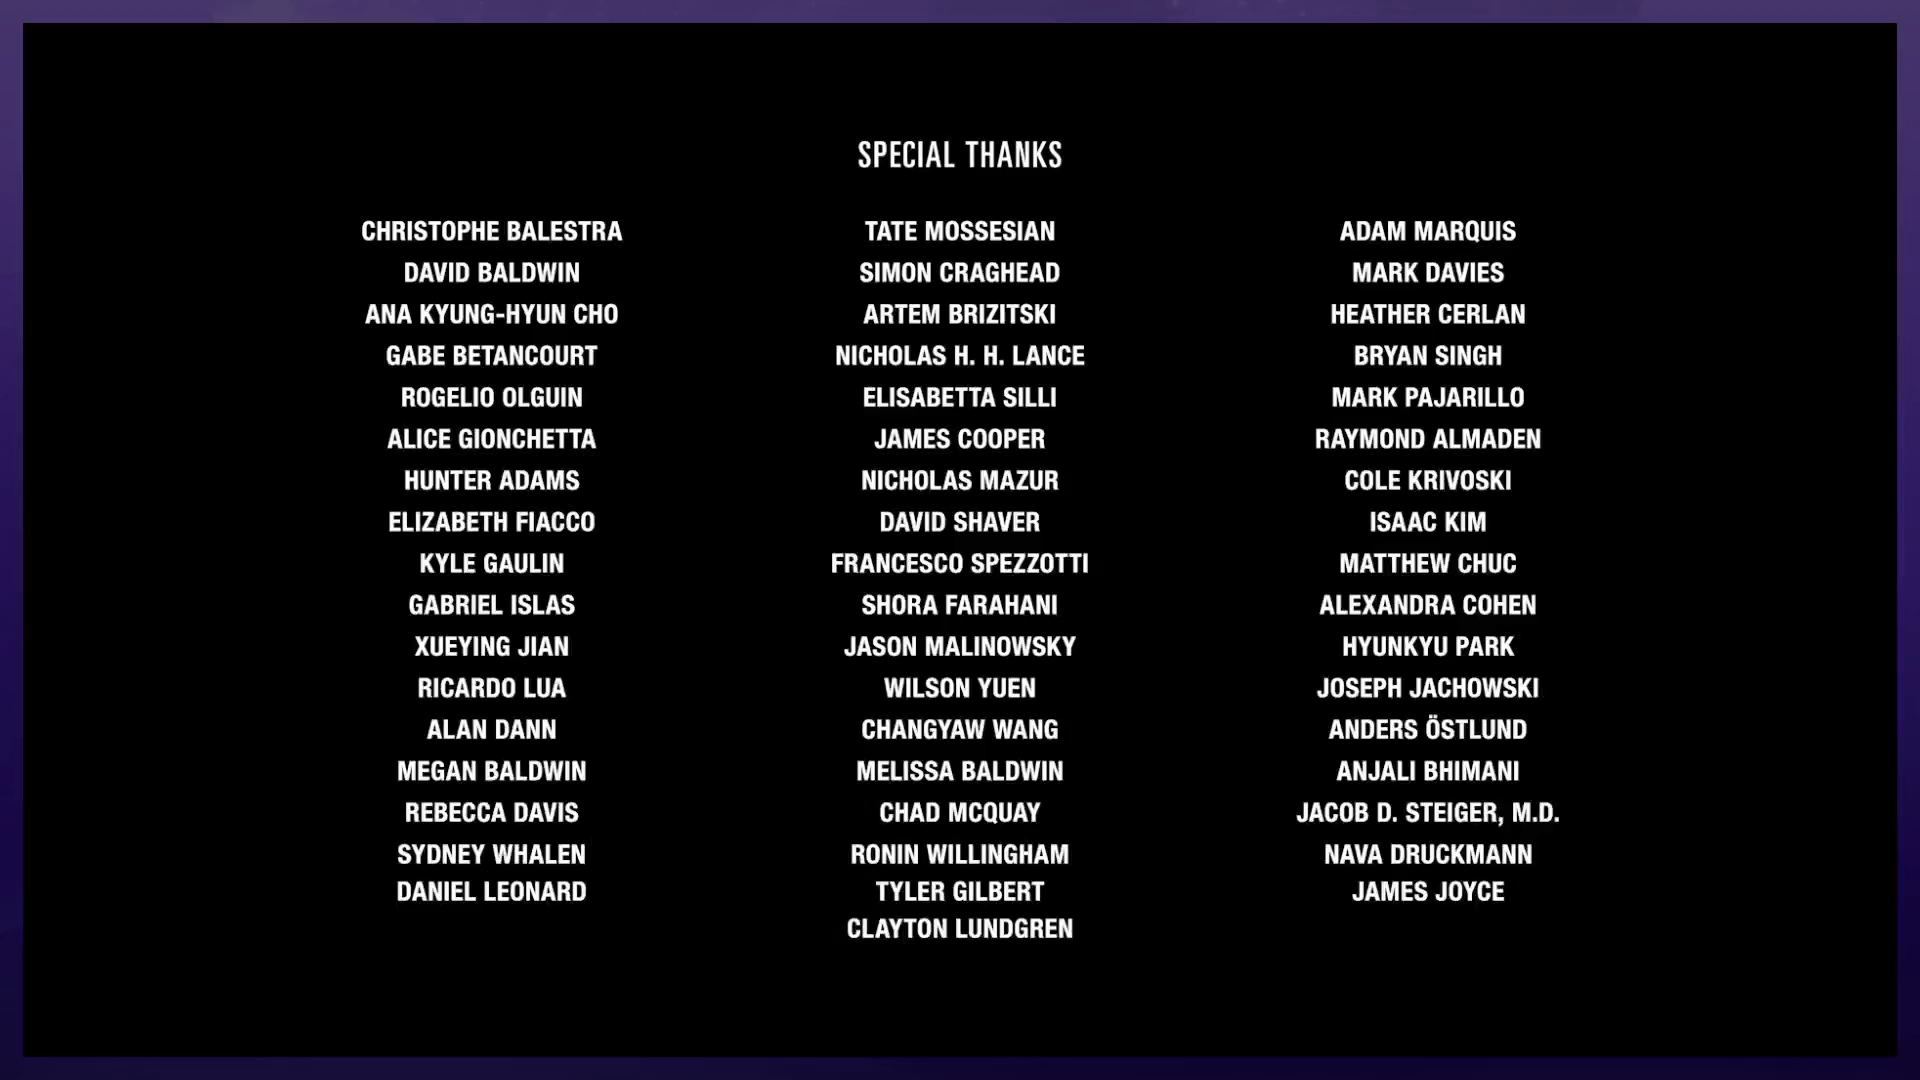 SPECIAL THANKS
CHRISTOPHE BALESTRA
DAVID BALDWIN
ANA KYUNG-HYUN CHO
GABE BETANCOURT
ROGELIO OLGUIN
ALICE GIONCHETTA
HUNTER ADAMS
ELIZABETH FIACCO
KYLE GAULIN
GABRIEL ISLAS
XUEYING JIAN
RICARDO LUA
ALAN DANN
MEGAN BALDWIN
REBECCA DAVIS
SYDNEY WHALEN
DANIEL LEONARD
TATE MOSSESIAN
SIMON CRAGHEAD
ARTEM BRIZITSKI
NICHOLAS H. H. LANCE
ELISABETTA SILLI
JAMES COOPER
NICHOLAS MAZUR
DAVID SHAVER
FRANCESCO SPEZZOTTI
SHORA FARAHANI
JASON MALINOWSKY
WILSON YUEN
CHANGYAW WANG
MELISSA BALDWIN
CHAD MCQUAY
RONIN WILLINGHAM
TYLER GILBERT
CLAYTON LUNDGREN
ADAM MARQUIS
MARK DAVIES
HEATHER CERLAN
BRYAN SINGH
MARK PAJARILLO
RAYMOND ALMADEN
COLE KRIVOSKI
ISAAC KIM
MATTHEW CHUC
ALEXANDRA COHEN
HYUNKYU PARK
JOSEPH JACHOWSKI
ANDERS ÖSTLUND
ANJALI BHIMANI
JACOB D. STEIGER, M.D.
NAVA DRUCKMANN
JAMES JOYCE